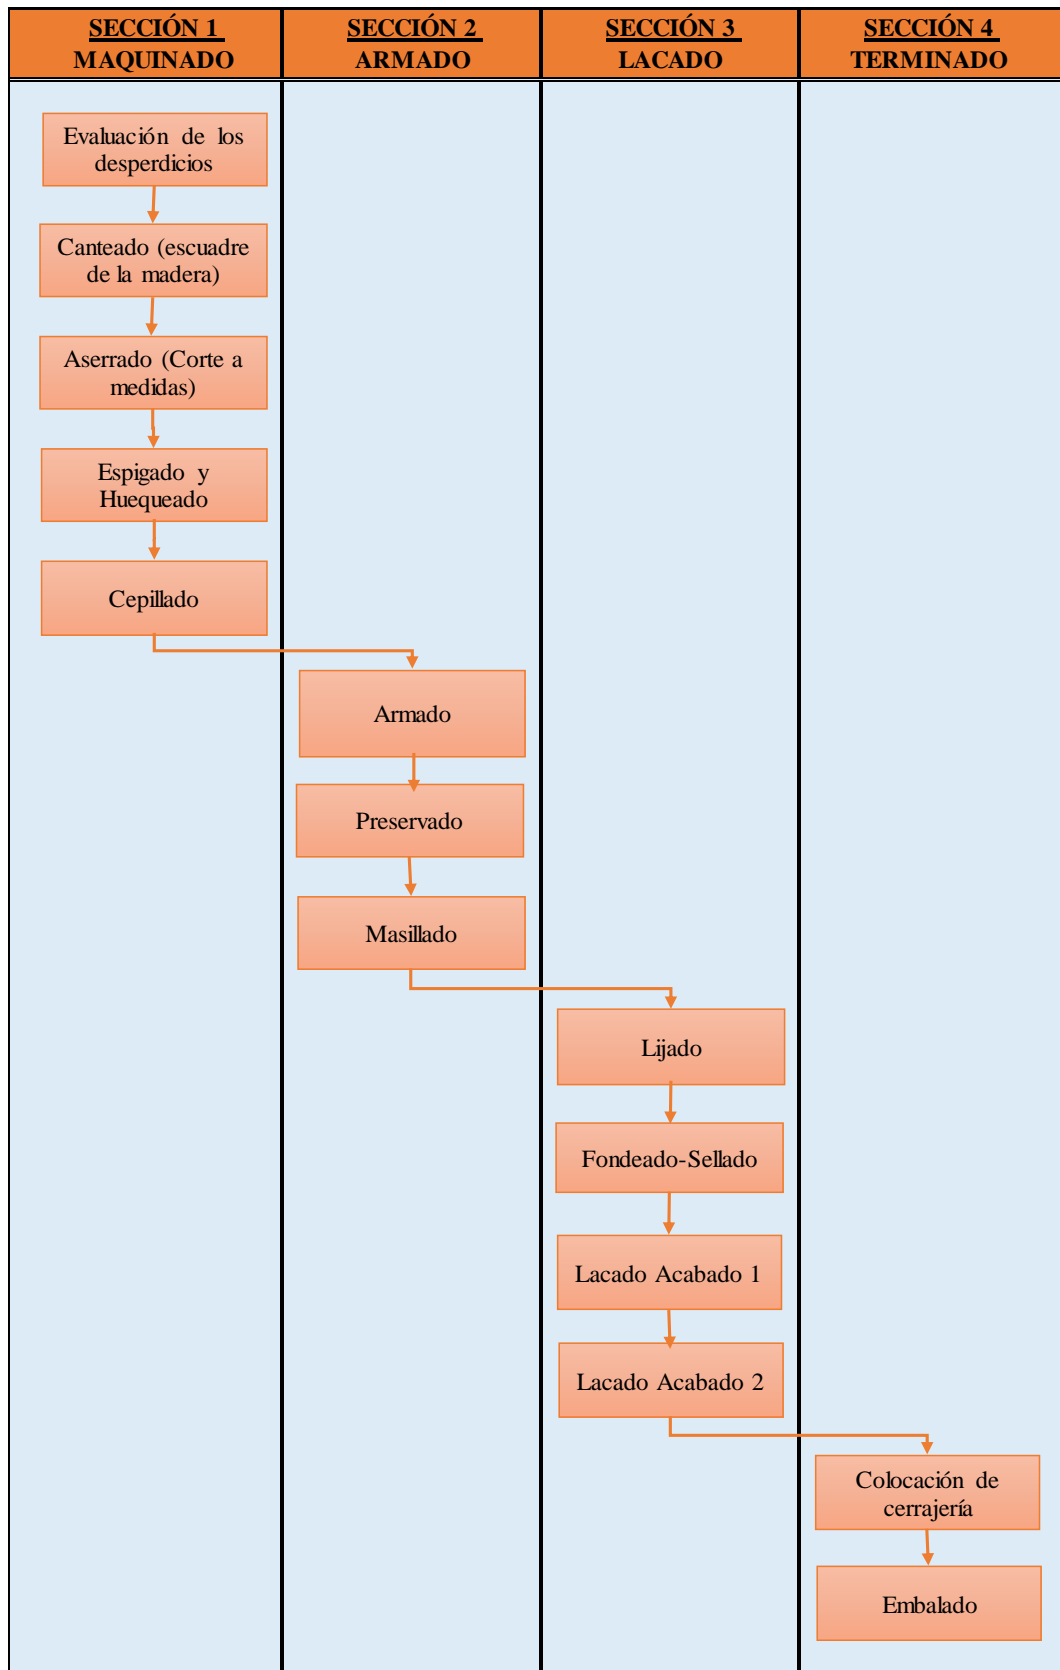 SECCIÓN 1
MAQUINADO
SECCIÓN 2
ARMADO
SECCIÓN 3
LACADO
SECCIÓN 4
TERMINADO
Evaluación de los
desperdicios
Canteado (escuadre
de la madera)
Aserrado (Corte a
medidas)
Espigado y
Huequeado
Cepillado
Armado
Preservado
Masillado
Lijado
Fondeado-Sellado
Lacado Acabado 1
Lacado Acabado 2
Colocación de
cerrajería
Embalado